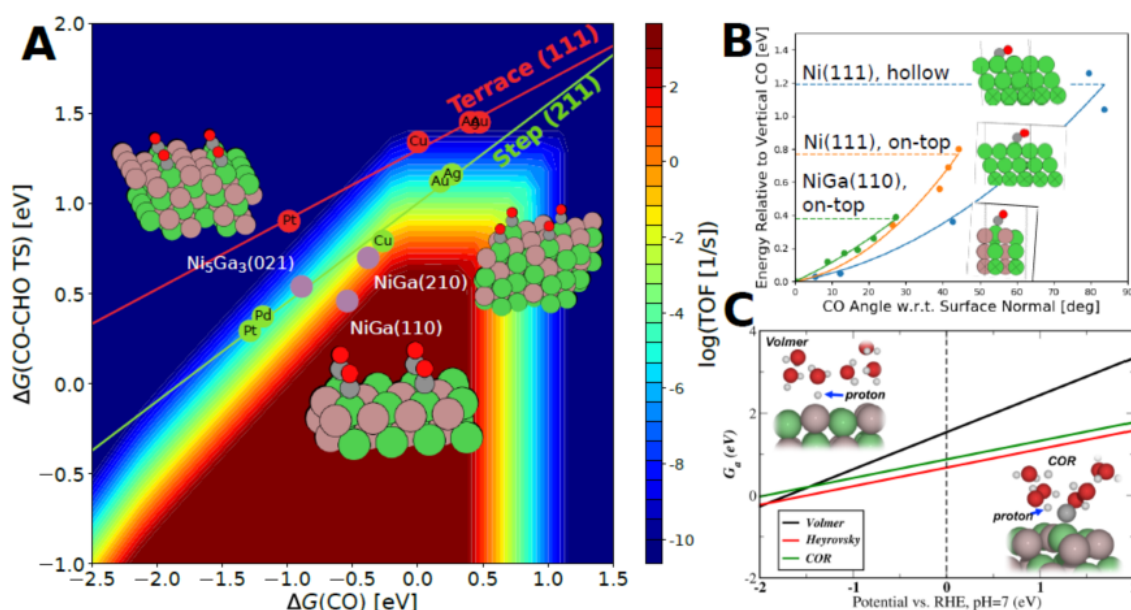 A
2.0
1.5
1.0
0.5
0.0
−0.5
−1.0
ΔG(CO-CHO TS) [eV]
−2.5
−2.0
−1.5
−1.0
−0.5
0.0
0.5
1.0
1.5
ΔG(CO) [eV]
Terrace (111)
Step (211)
Pt
Cu
Au
Au
Ag
Cu
Pd
Pt
Ni5Ga3(021)
NiGa(210)
NiGa(110)
2
0
−2
−4
−6
−8
−10
log(TOF [1/s])
B
Energy Relative to Vertical CO [eV]
1.4
1.2
1.0
0.8
0.6
0.4
0.2
0.0
Ni(111), hollow
Ni(111), on-top
NiGa(110),
on-top
0
10
20
30
40
50
60
70
80
90
CO Angle w.r.t. Surface Normal [deg]
C
Ga (eV)
4
2
0
-2
Volmer
proton
COR
proton
Volmer
Heyrovsky
COR
-2
-1
0
1
2
Potential vs. RHE, pH=7 (eV)